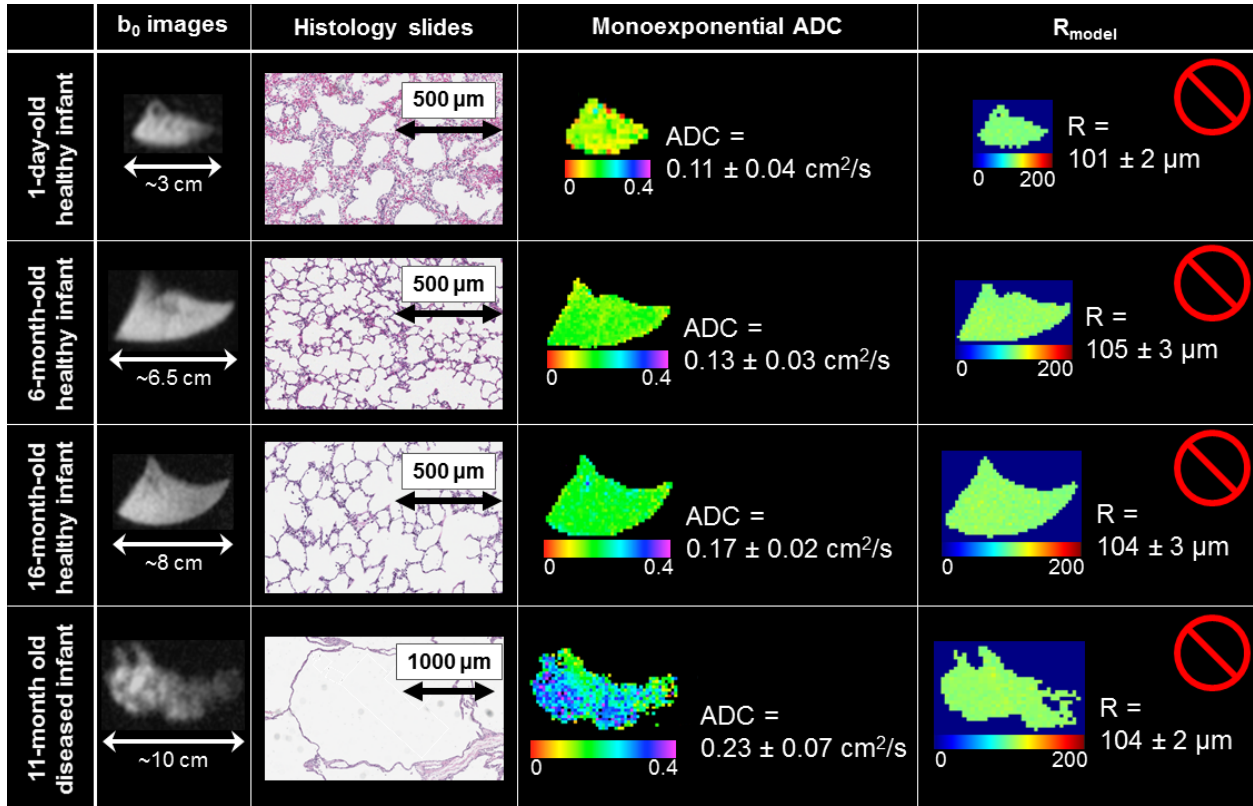 b₀ images
Histology slides
Monoexponential ADC
R_model
1-day-old
healthy infant
~3 cm
500 µm
ADC =
0.11 ± 0.04 cm²/s
0 0.4
R =
101 ± 2 µm
0 200
6-month-old
healthy infant
~6.5 cm
500 µm
ADC =
0.13 ± 0.03 cm²/s
0 0.4
R =
105 ± 3 µm
0 200
16-month-old
healthy infant
~8 cm
500 µm
ADC =
0.17 ± 0.02 cm²/s
0 0.4
R =
104 ± 3 µm
0 200
11-month old
diseased infant
~10 cm
1000 µm
ADC =
0.23 ± 0.07 cm²/s
0 0.4
R =
104 ± 2 µm
0 200